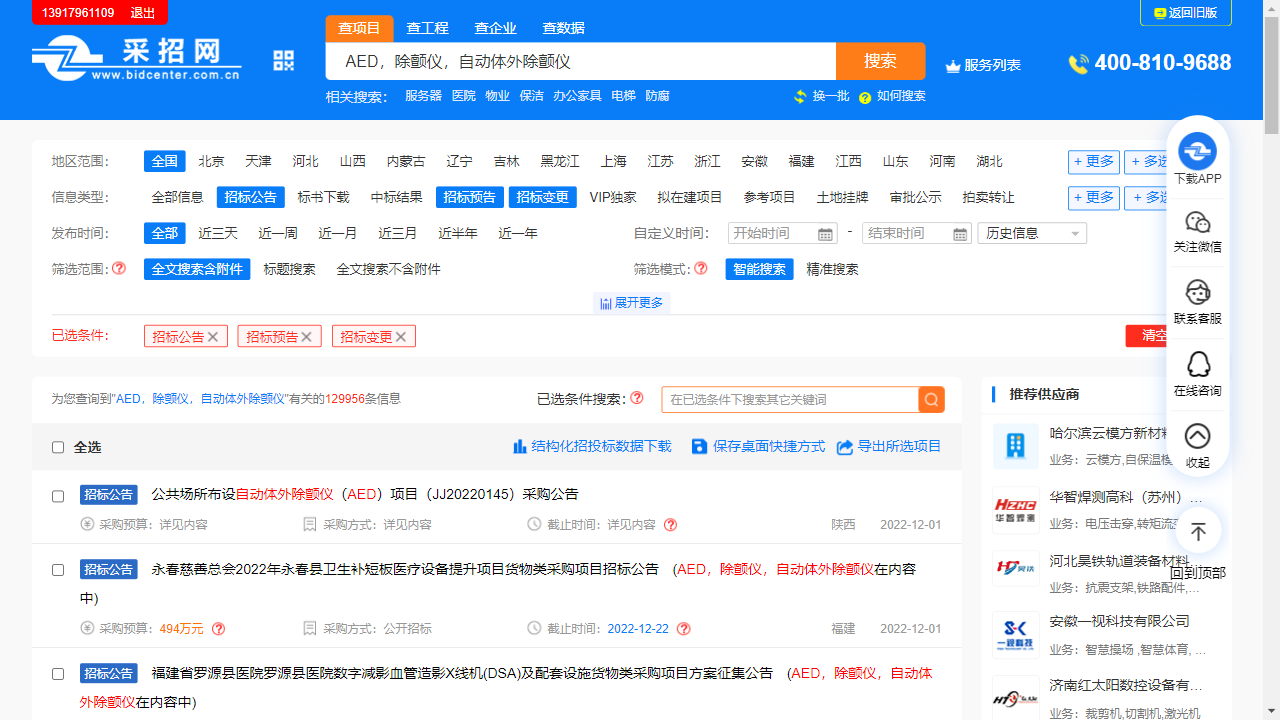 13917961109 退出
返回旧版
采招网
www.bidcenter.com.cn
查项目 查工程 查企业 查数据
AED，除颤仪，自动体外除颤仪 搜索
服务列表
400-810-9688
相关搜索： 服务器 医院 物业 保洁 办公家具 电梯 防腐 换一批 如何搜索
地区范围： 全国 北京 天津 河北 山西 内蒙古 辽宁 吉林 黑龙江 上海 江苏 浙江 安徽 福建 江西 山东 河南 湖北 + 更多 + 多选
信息类型： 全部信息 招标公告 标书下载 中标结果 招标预告 招标变更 VIP独家 拟在建项目 参考项目 土地挂牌 审批公示 拍卖转让 + 更多 + 多选
发布时间： 全部 近三天 近一周 近一月 近三月 近半年 近一年 自定义时间： 开始时间 - 结束时间 历史信息
筛选范围： 全文搜索含附件 标题搜索 全文搜索不含附件 筛选模式： 智能搜索 精准搜索
展开更多
已选条件： 招标公告 招标预告 招标变更 清空
下载APP
关注微信
联系客服
在线咨询
收起
回到顶部
为您查询到"AED，除颤仪，自动体外除颤仪"有关的129956条信息 已选条件搜索： 在已选条件下搜索其它关键词
全选 结构化招投标数据下载 保存桌面快捷方式 导出所选项目
招标公告 公共场所布设自动体外除颤仪（AED）项目（JJ20220145）采购公告
采购预算：详见内容 采购方式：详见内容 截止时间：详见内容 陕西 2022-12-01
招标公告 永春慈善总会2022年永春县卫生补短板医疗设备提升项目货物类采购项目招标公告 （AED，除颤仪，自动体外除颤仪在内容
中）
采购预算：494万元 采购方式：公开招标 截止时间：2022-12-22 福建 2022-12-01
招标公告 福建省罗源县医院罗源县医院数字减影血管造影X线机(DSA)及配套设施货物类采购项目方案征集公告 （AED，除颤仪，自动体
外除颤仪在内容中）
推荐供应商
哈尔滨云模方新材料
业务：云模方,自保温模
华智焊测高科（苏州）...
业务：电压击穿,转矩流
HZHC
华智焊测
河北昊铁轨道装备材料
业务：抗震支架,铁路配件,...
昊铁
安徽一视科技有限公司
业务：智慧操场 ,智慧体育, ...
一视科技
济南红太阳数控设备有...
业务：裁剪机,切割机,激光机